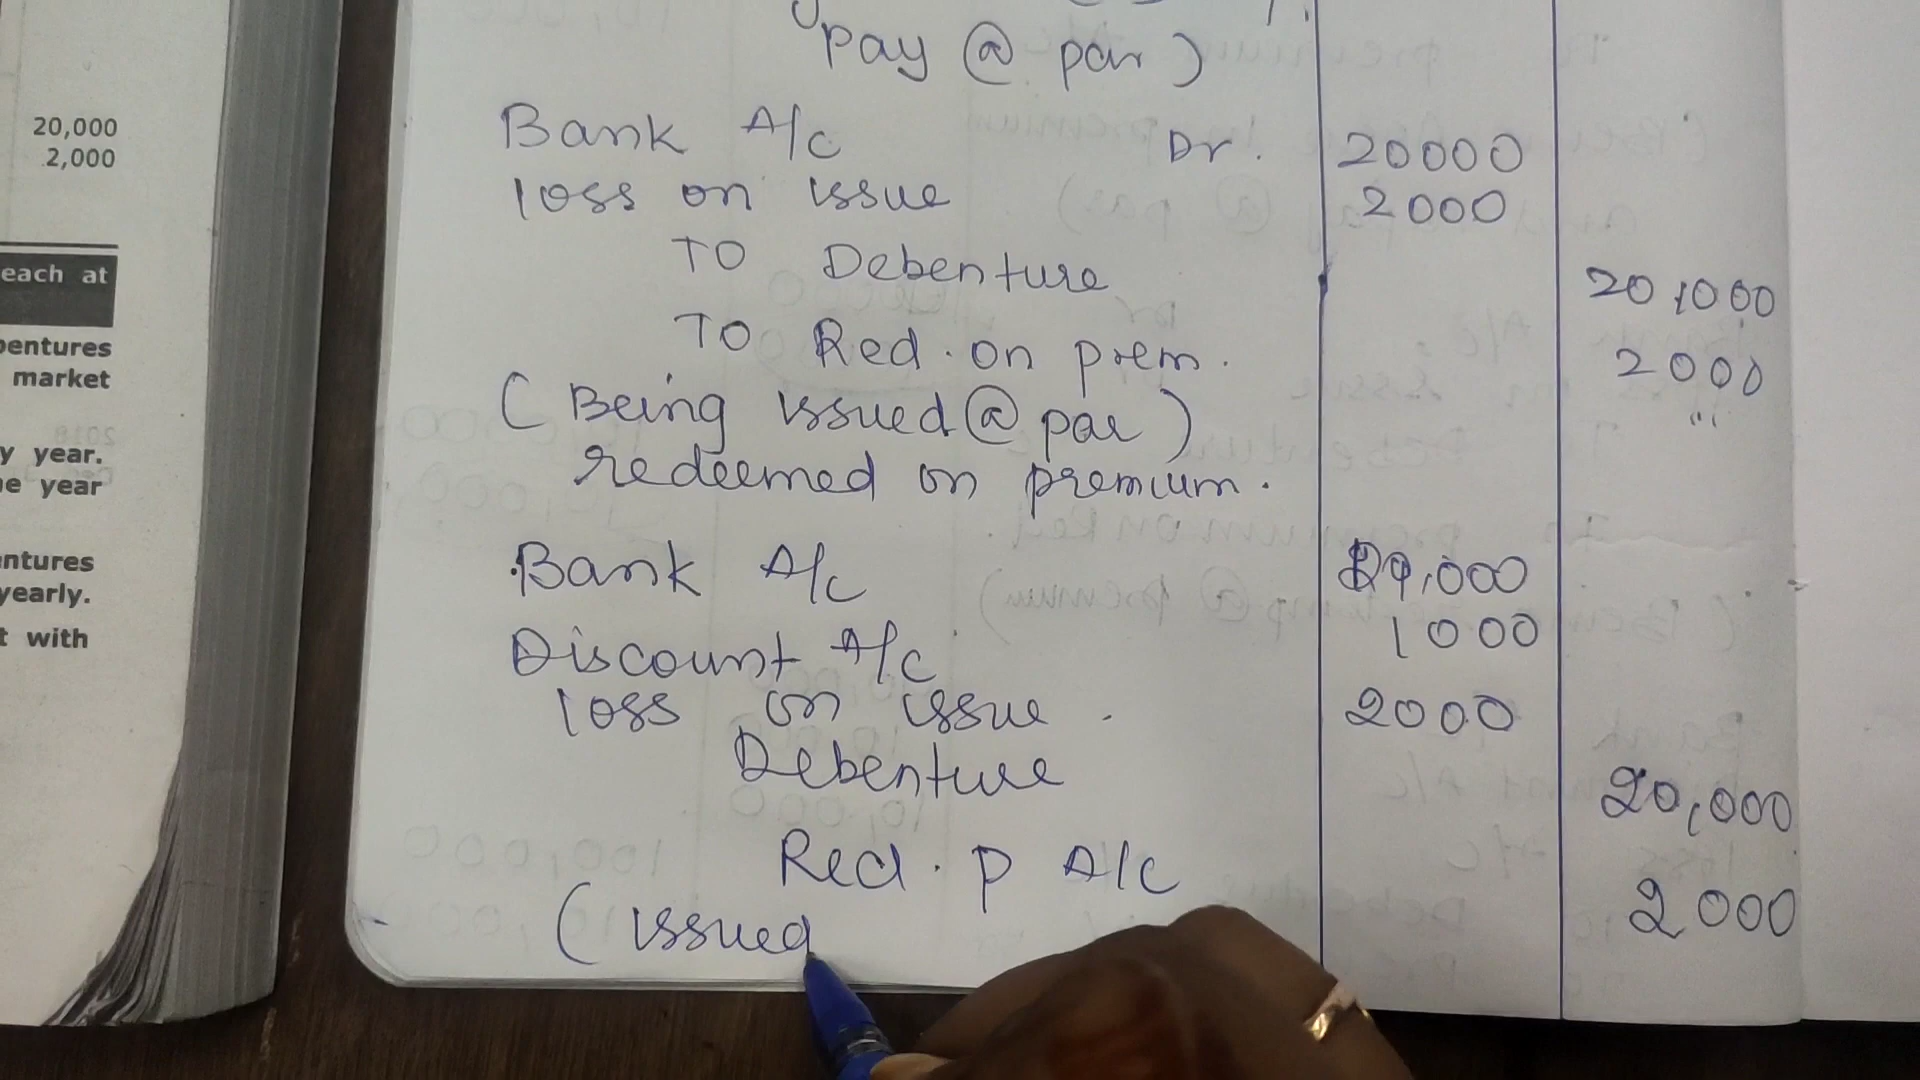 20,000
2,000
each at
bentures
market
y year.
he year
entures
yearly.
t with
pay @ par)
Bank A/c Dr. 20000
loss on issue 2000
TO Debenture 20,000
TO Red. on prem. 2000
(Being issued @ par)
redeemed on premium.
Bank A/c 19,000
Discount A/c 1000
loss on issue. 2000
Debenture 20,000
Red. P A/c 2000
(issued